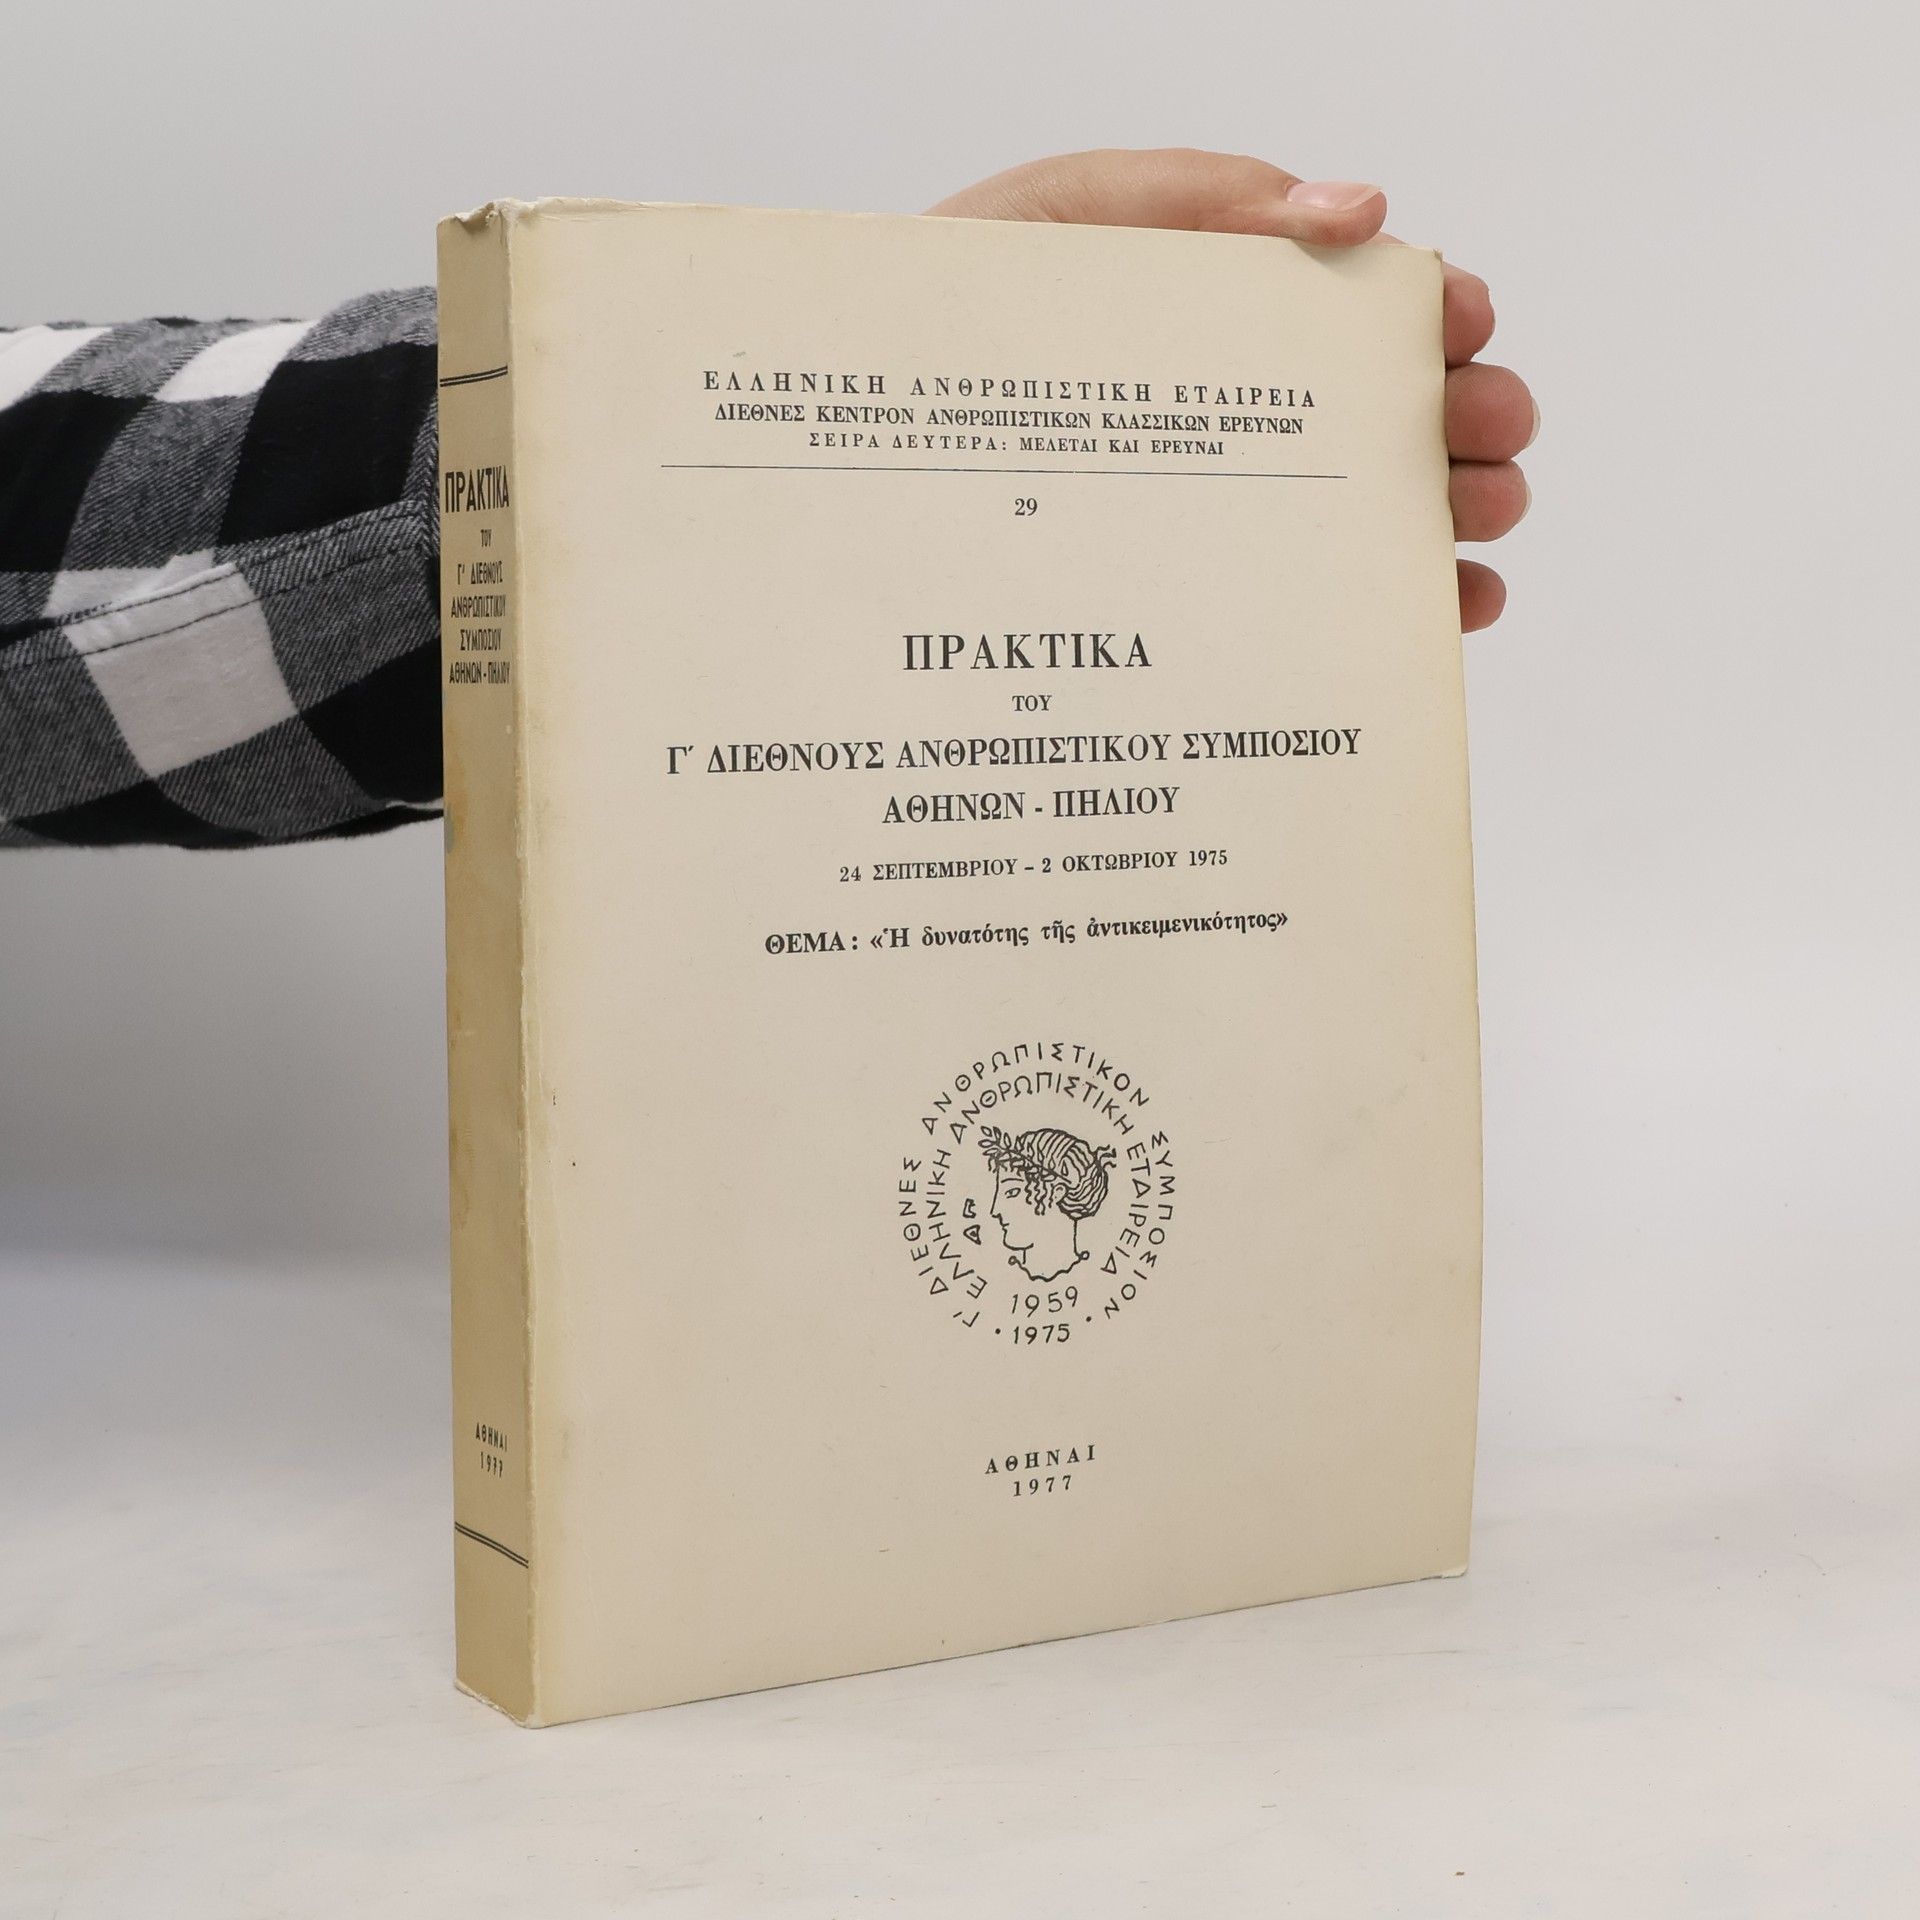 ΠΡΑΚΤΙΚΑ
ΤΟΥ
Γ' ΔΙΕΘΝΟΥΣ
ΑΝΘΡΩΠΙΣΤΙΚΟΥ
ΣΥΜΠΟΣΙΟΥ
ΑΘΗΝΩΝ - ΠΗΛΙΟΥ
ΑΘΗΝΑΙ
1977
ΕΛΛΗΝΙΚΗ ΑΝΘΡΩΠΙΣΤΙΚΗ ΕΤΑΙΡΕΙΑ
ΔΙΕΘΝΕΣ ΚΕΝΤΡΟΝ ΑΝΘΡΩΠΙΣΤΙΚΩΝ ΚΛΑΣΣΙΚΩΝ ΕΡΕΥΝΩΝ
ΣΕΙΡΑ ΔΕΥΤΕΡΑ: ΜΕΛΕΤΑΙ ΚΑΙ ΕΡΕΥΝΑΙ
29
ΠΡΑΚΤΙΚΑ
ΤΟΥ
Γ΄ ΔΙΕΘΝΟΥΣ ΑΝΘΡΩΠΙΣΤΙΚΟΥ ΣΥΜΠΟΣΙΟΥ
ΑΘΗΝΩΝ - ΠΗΛΙΟΥ
24 ΣΕΠΤΕΜΒΡΙΟΥ – 2 ΟΚΤΩΒΡΙΟΥ 1975
ΘΕΜΑ: «Ἡ δυνατότης τῆς ἀντικειμενικότητος»
Γ' ΔΙΕΘΝΕΣ ΑΝΘΡΩΠΙΣΤΙΚΟΝ ΣΥΜΠΟΣΙΟΝ
ΕΛΛΗΝΙΚΗ ΑΝΘΡΩΠΙΣΤΙΚΗ ΕΤΑΙΡΕΙΑ
1959
• 1975 •
ΑΘΗΝΑΙ
1977